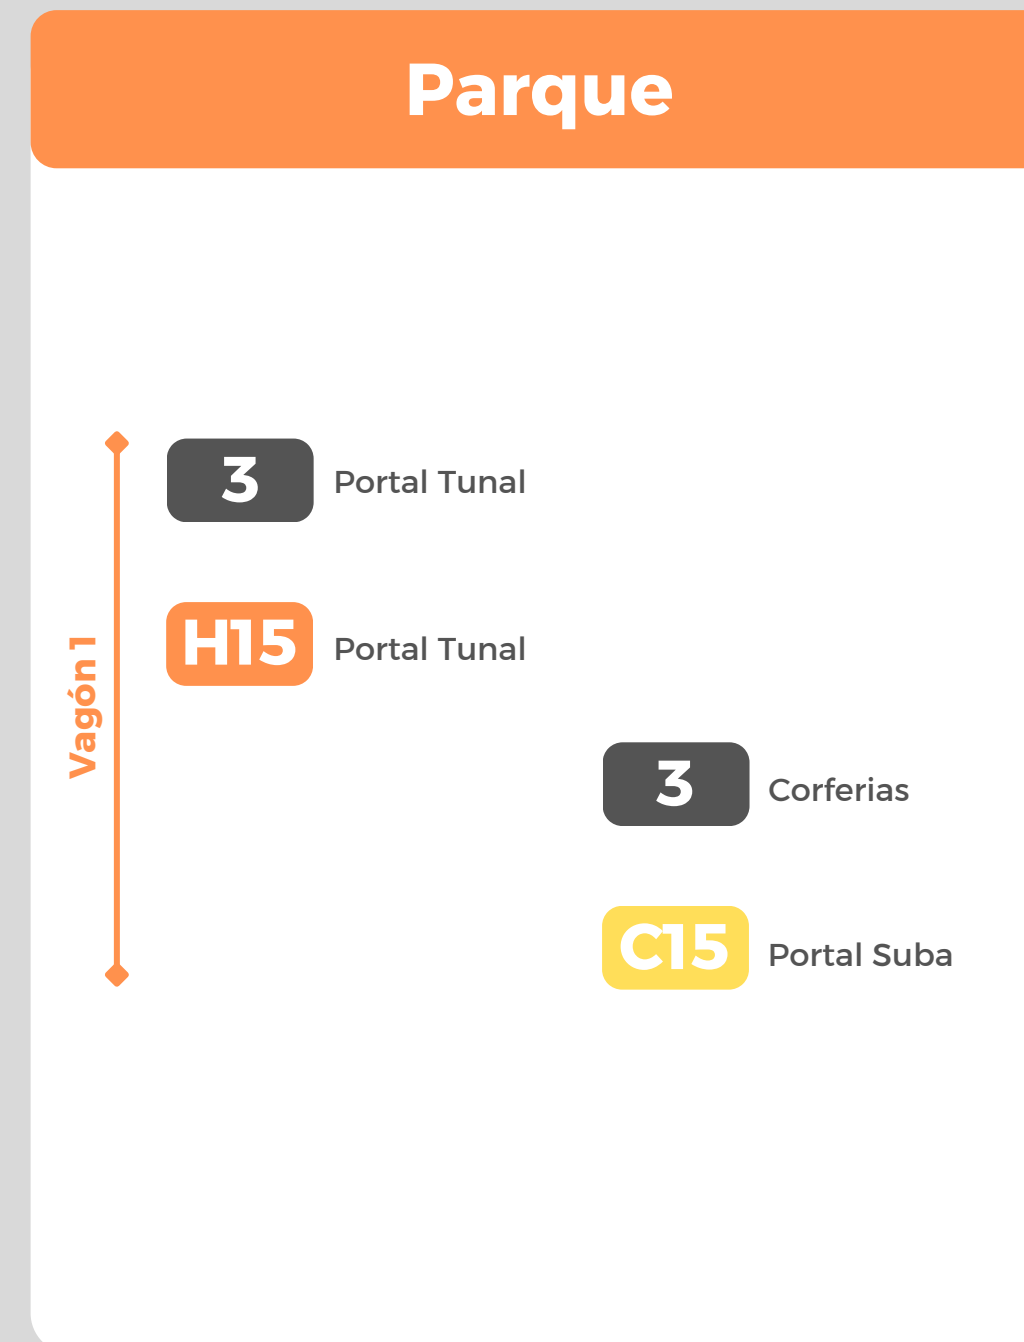 Parque
Vagón 1
3 Portal Tunal
H15 Portal Tunal
3 Corferias
C15 Portal Suba